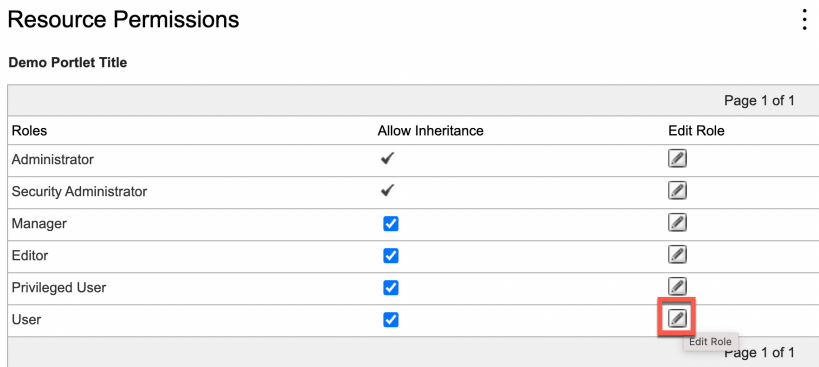 Resource Permissions
Demo Portlet Title
Page 1 of 1
Roles Allow Inheritance Edit Role
Administrator
Security Administrator
Manager
Editor
Privileged User
User
Edit Role
Page 1 of 1